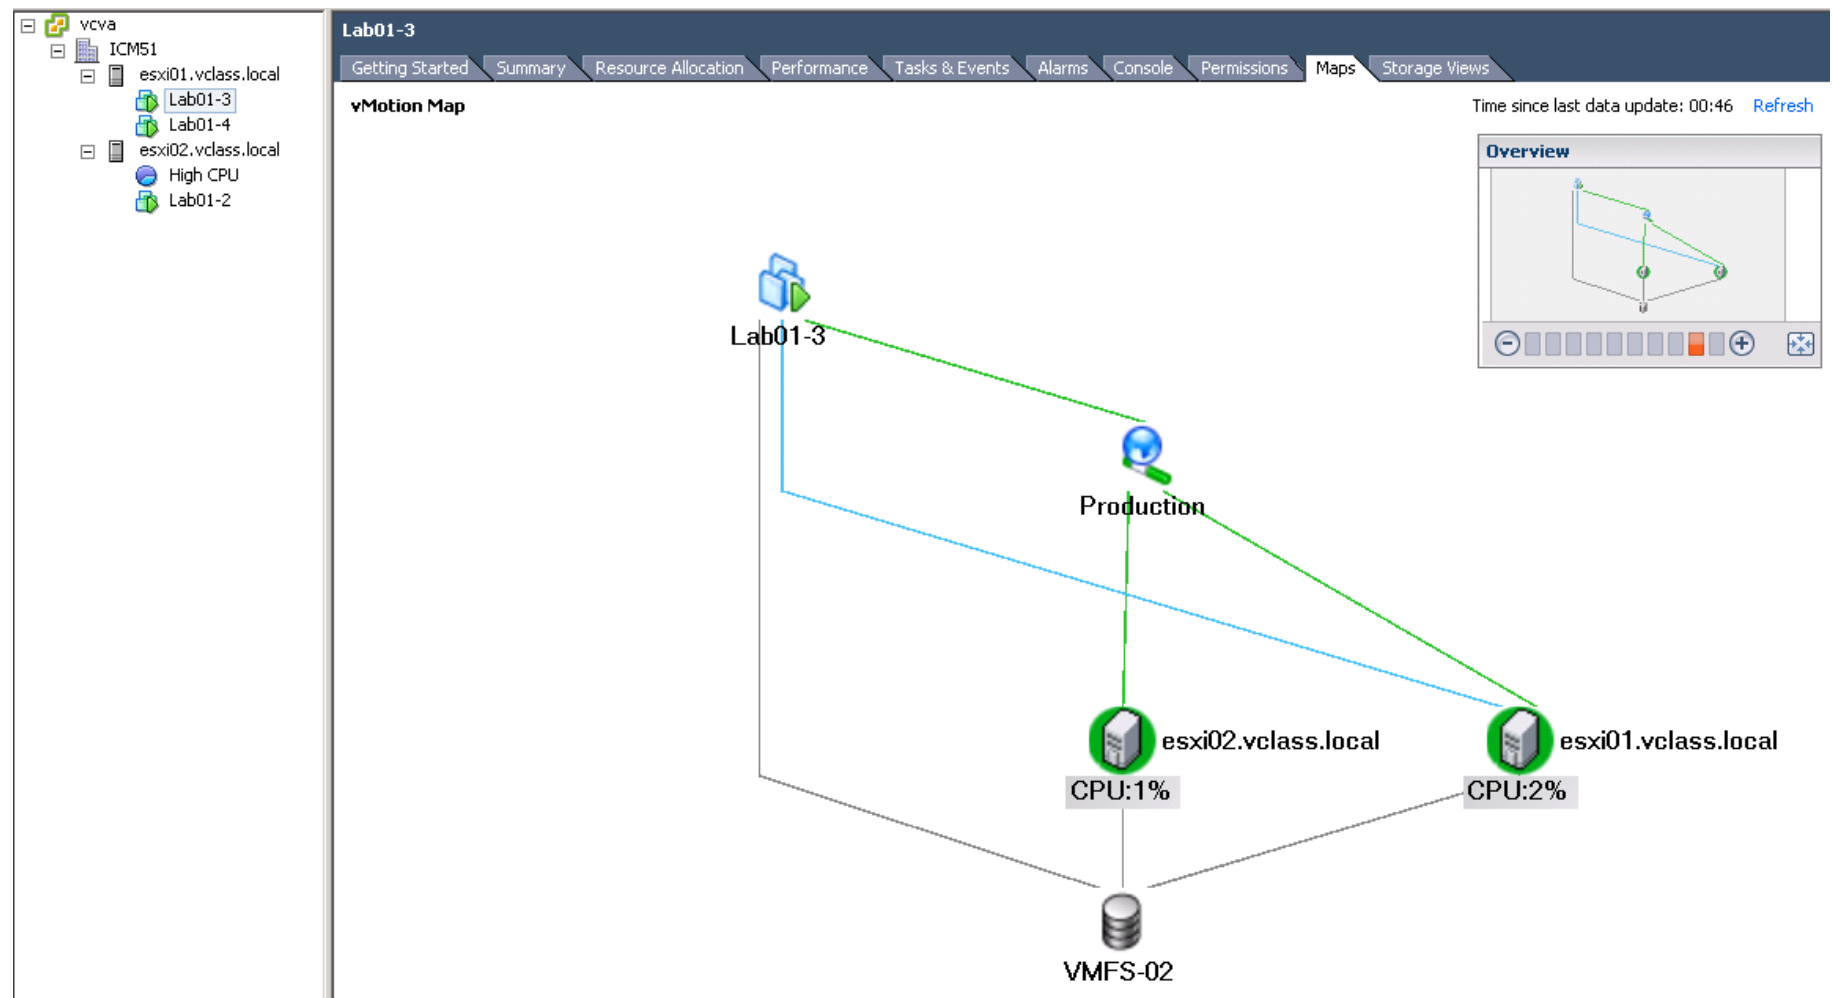 vcva
ICM51
esxi01.vclass.local
Lab01-3
Lab01-4
esxi02.vclass.local
High CPU
Lab01-2
Lab01-3
Getting Started Summary Resource Allocation Performance Tasks & Events Alarms Console Permissions Maps Storage Views
vMotion Map
Time since last data update: 00:46 Refresh
Overview
Lab01-3
Production
esxi02.vclass.local
CPU:1%
esxi01.vclass.local
CPU:2%
VMFS-02